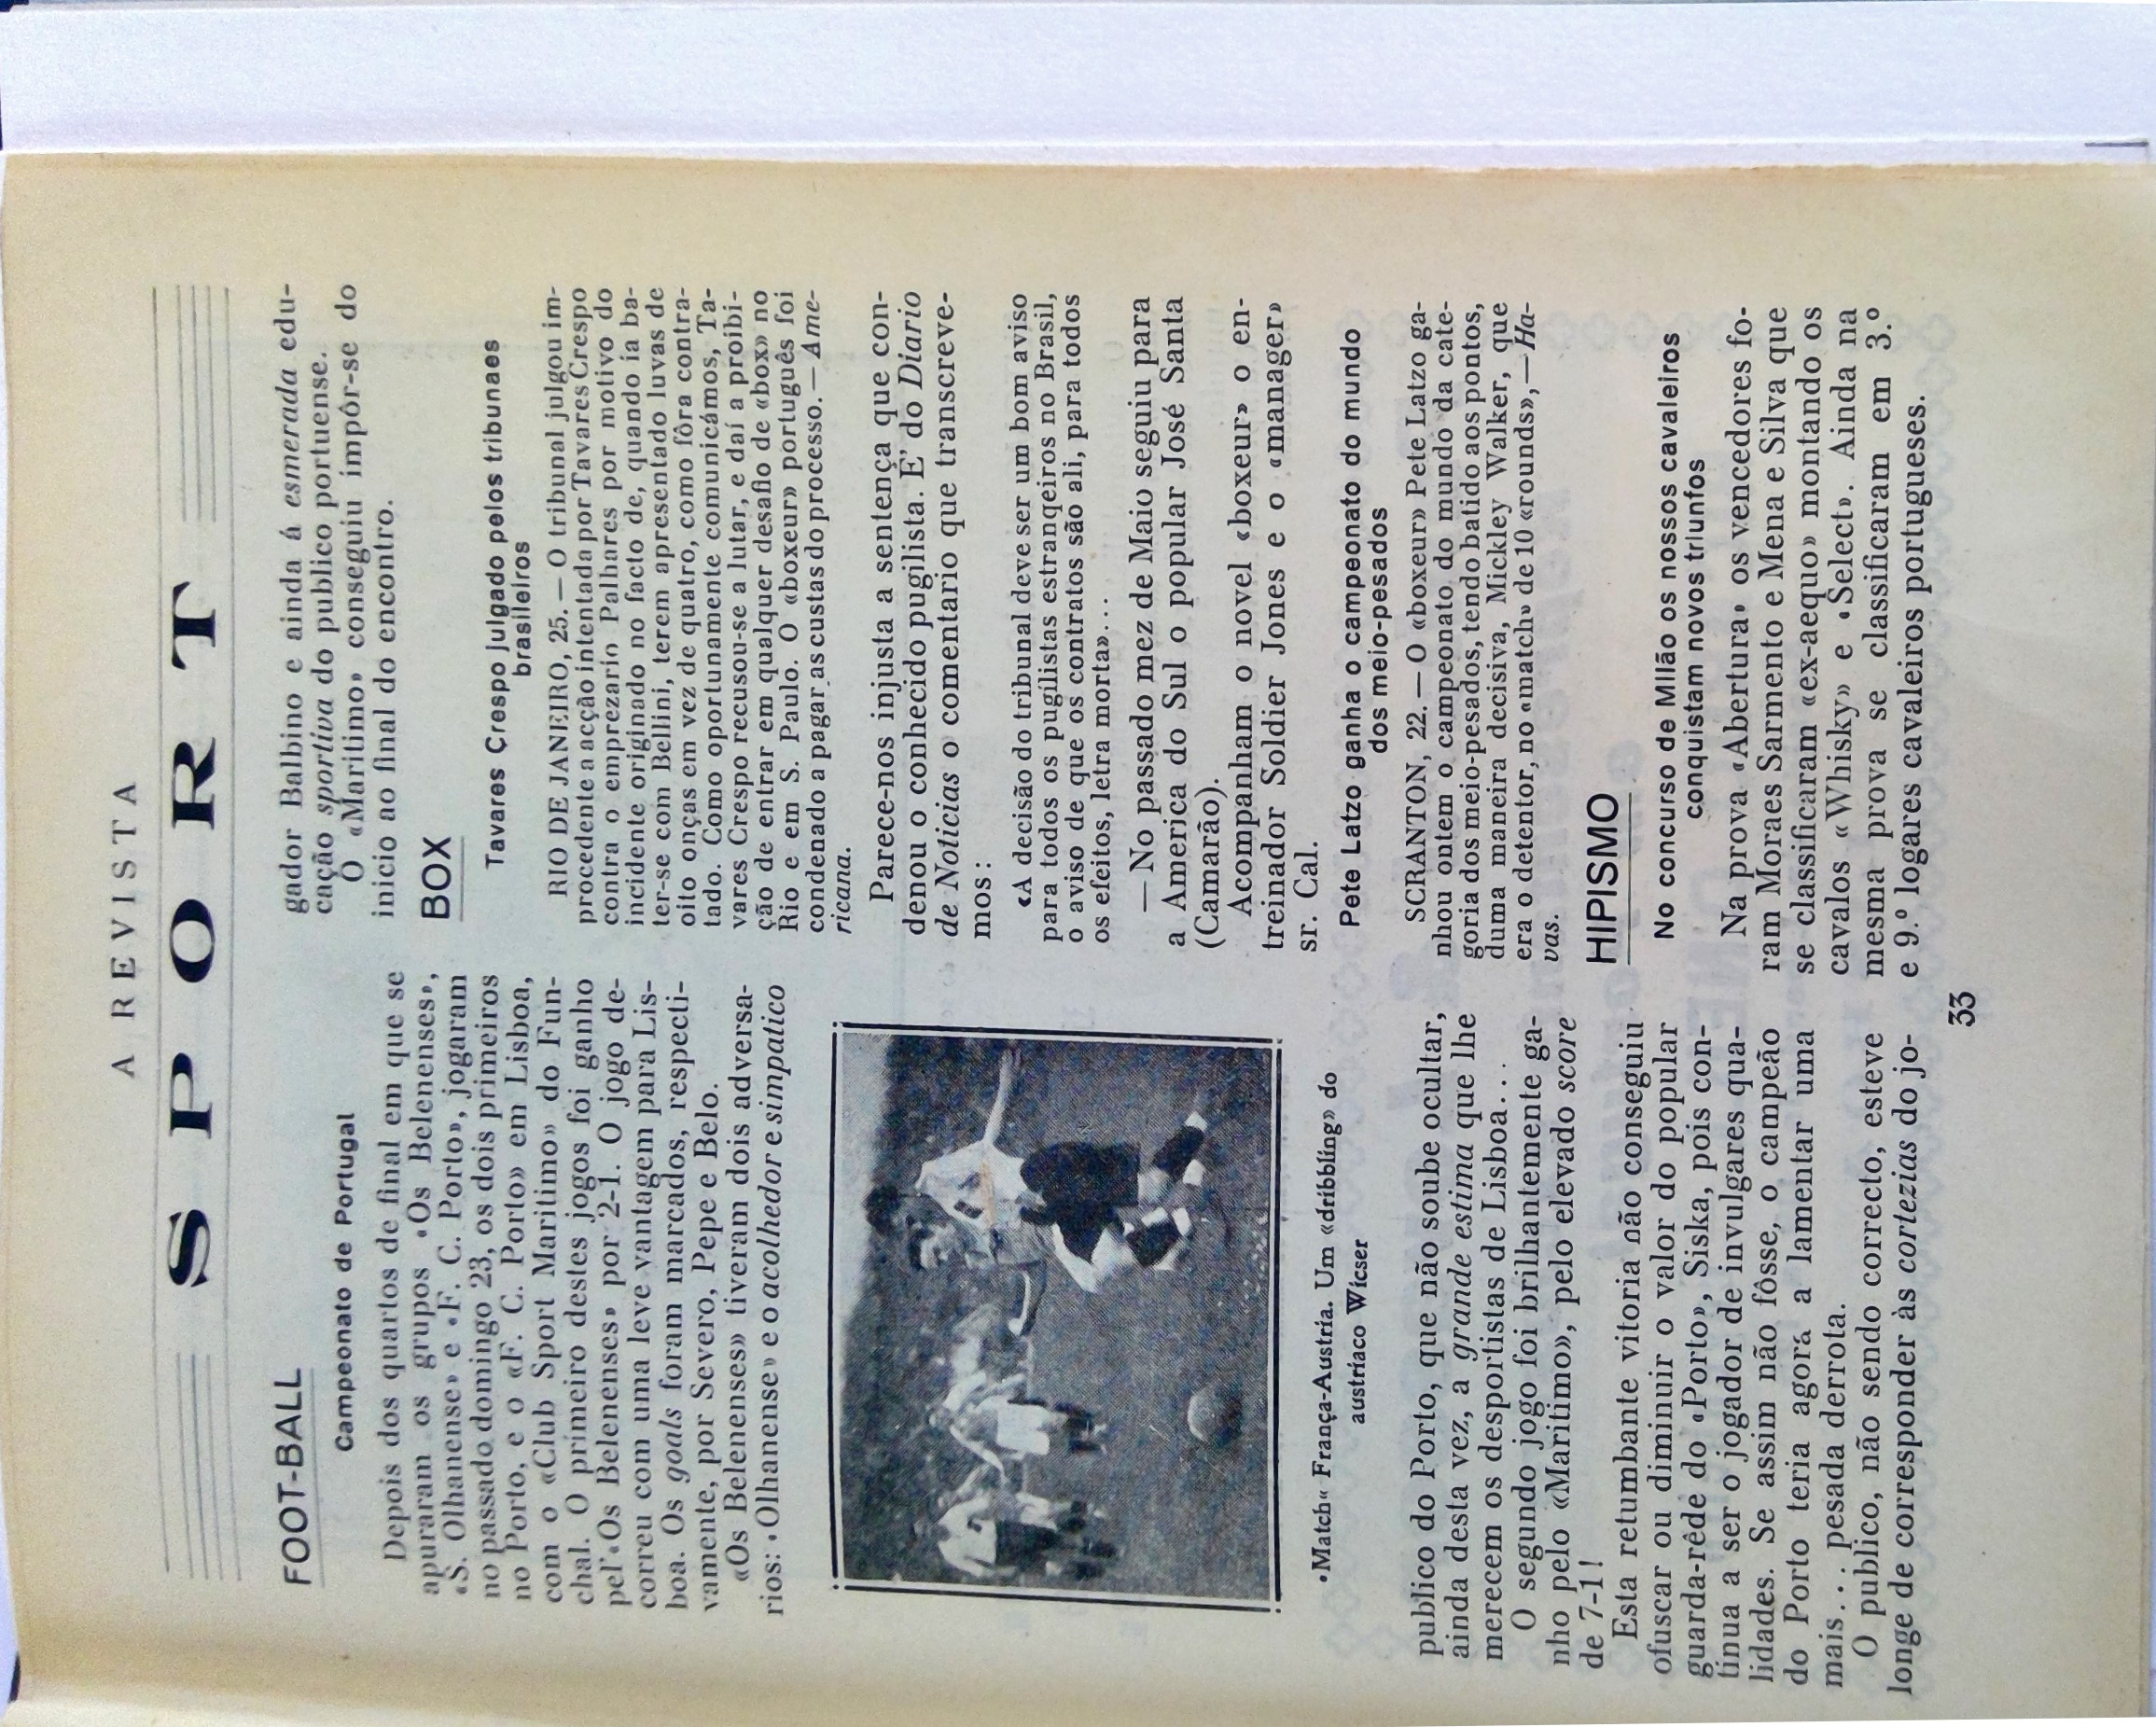 A REVISTA
SPORT
FOOT-BALL
Campeonato de Portugal
Depois dos quartos de final em que se
apuraram os grupos «Os Belenenses»,
«S. Olhanense» e «F. C. Porto», jogaram
no passado domingo 23, os dois primeiros
no Porto, e o «F. C. Porto» em Lisboa,
com o «Club Sport Maritimo» do Fun-
chal. O primeiro destes jogos foi ganho
pel'«Os Belenenses» por 2-1. O jogo de-
correu com uma leve vantagem para Lis-
boa. Os goals foram marcados, respecti-
vamente, por Severo, Pepe e Belo.
«Os Belenenses» tiveram dois adversa-
rios: «Olhanense» e o acolhedor e simpatico
«Match« França-Austria. Um «dribbling» do
austríaco Wicser
publico do Porto, que não soube ocultar,
ainda desta vez, a grande estima que lhe
merecem os desportistas de Lisboa...
O segundo jogo foi brilhantemente ga-
nho pelo «Maritimo», pelo elevado score
de 7-1!
Esta retumbante vitoria não conseguiu
ofuscar ou diminuir o valor do popular
guarda-rêde do «Porto», Siska, pois con-
tinua a ser o jogador de invulgares qua-
lidades. Se assim não fôsse, o campeão
do Porto teria agora a lamentar uma
mais... pesada derrota.
O publico, não sendo correcto, esteve
longe de corresponder às cortezias do jo-
gador Balbino e ainda á esmerada edu-
cação sportiva do publico portuense.
O «Maritimo» conseguiu impôr-se do
inicio ao final do encontro.
BOX
Tavares Crespo julgado pelos tribunaes
brasileiros
RIO DE JANEIRO, 25.—O tribunal julgou im-
procedente a acção intentada por Tavares Crespo
contra o emprezario Palhares por motivo do
incidente originado no facto de, quando ia ba-
ter-se com Bellini, terem apresentado luvas de
oito onças em vez de quatro, como fôra contra-
tado. Como oportunamente comunicámos, Ta-
vares Crespo recusou-se a lutar, e daí a proibi-
ção de entrar em qualquer desafio de «box» no
Rio e em S. Paulo. O «boxeur» português foi
condenado a pagar as custas do processo.—Ame-
ricana.
Parece-nos injusta a sentença que con-
denou o conhecido pugilista. E' do Diario
de Noticias o comentario que transcreve-
mos:
«A decisão do tribunal deve ser um bom aviso
para todos os pugilistas estranqeiros no Brasil,
o aviso de que os contratos são ali, para todos
os efeitos, letra morta»...
—No passado mez de Maio seguiu para
a America do Sul o popular José Santa
(Camarão).
Acompanham o novel «boxeur» o en-
treinador Soldier Jones e o «manager»
sr. Cal.
Pete Latzo ganha o campeonato do mundo
dos meio-pesados
SCRANTON, 22.—O «boxeur» Pete Latzo ga-
nhou ontem o campeonato do mundo da cate-
goria dos meio-pesados, tendo batido aos pontos,
duma maneira decisiva, Mickley Walker, que
era o detentor, no «match» de 10 «rounds»,—Ha-
vas.
HIPISMO
No concurso de Milão os nossos cavaleiros
conquistam novos triunfos
Na prova «Abertura» os vencedores fo-
ram Moraes Sarmento e Mena e Silva que
se classificaram «ex-aequo» montando os
cavalos «Whisky» e «Select». Ainda na
mesma prova se classificaram em 3.º
e 9.º logares cavaleiros portugueses.
33